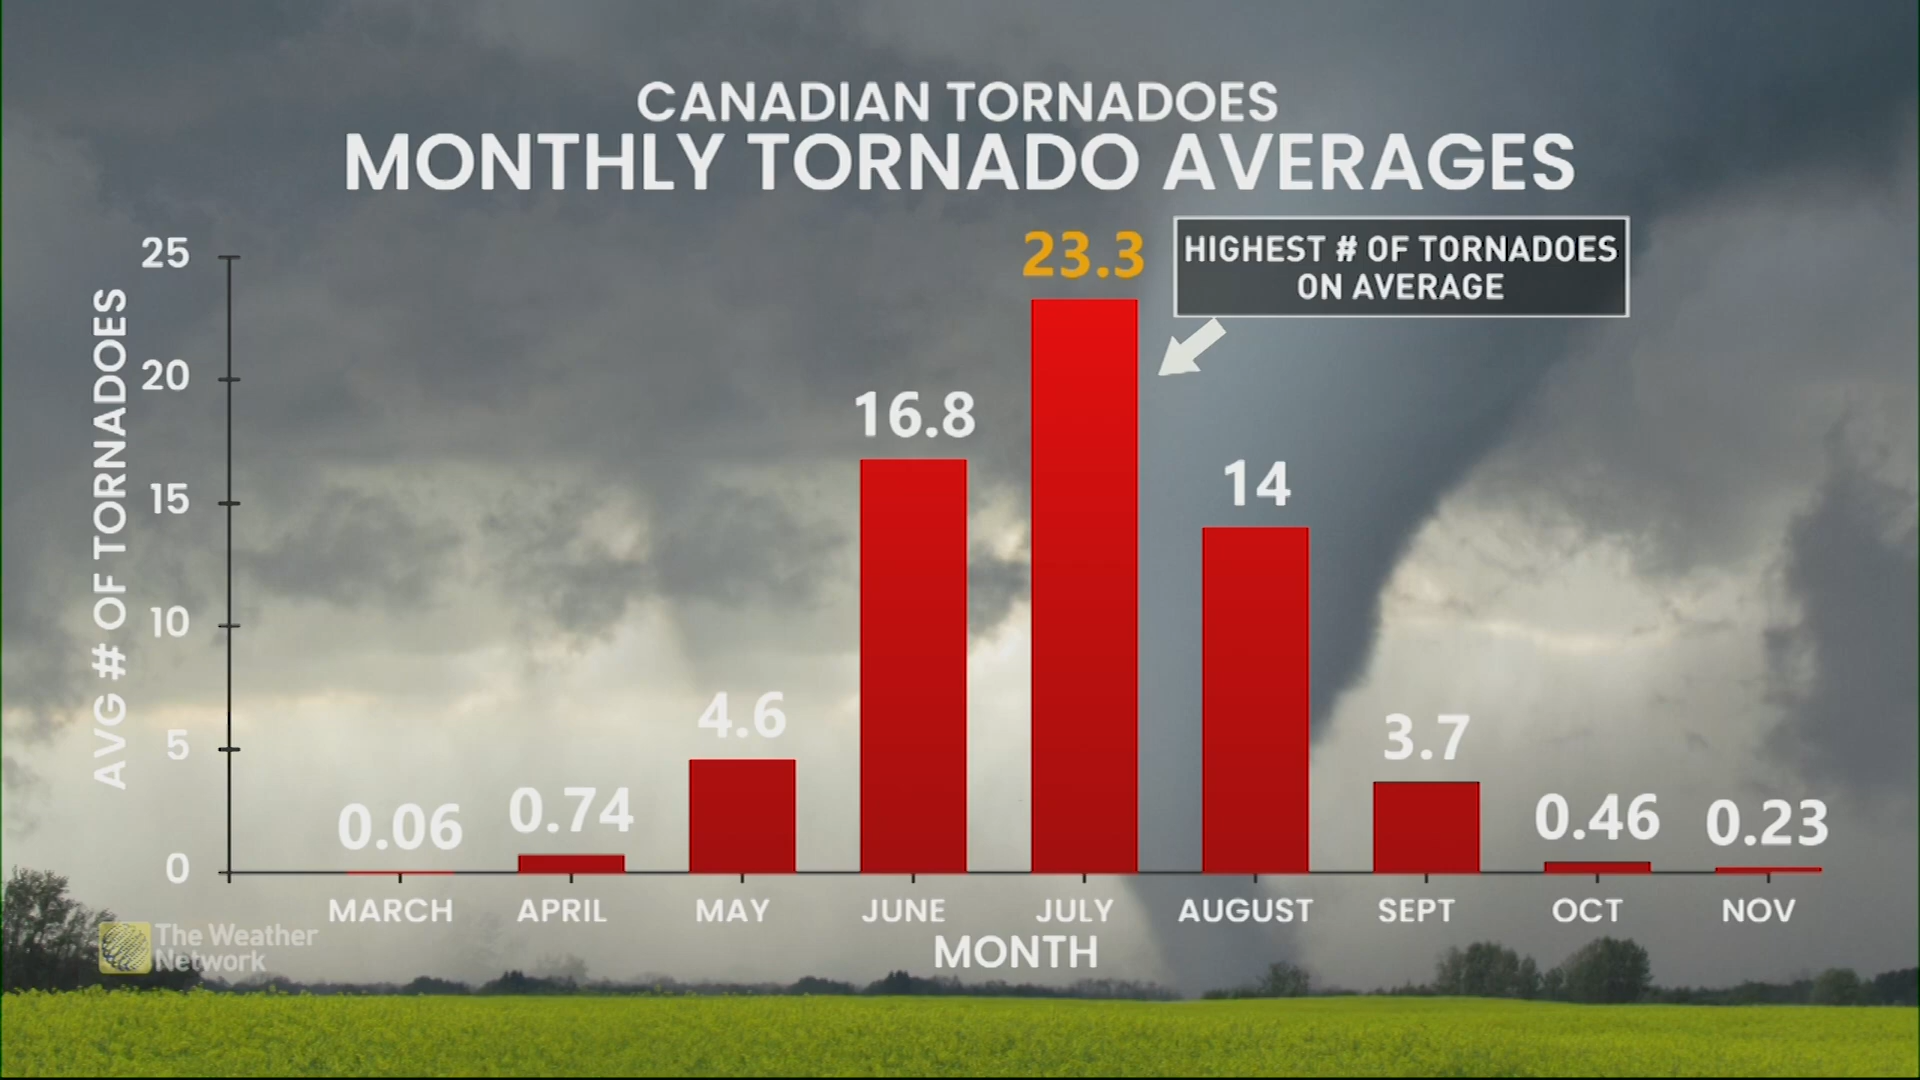 CANADIAN TORNADOES
MONTHLY TORNADO AVERAGES
HIGHEST # OF TORNADOES
ON AVERAGE
AVG # OF TORNADOES
25
20
15
10
5
0
0.06
0.74
4.6
16.8
23.3
14
3.7
0.46
0.23
MARCH APRIL MAY JUNE JULY AUGUST SEPT OCT NOV
MONTH
The Weather
Network